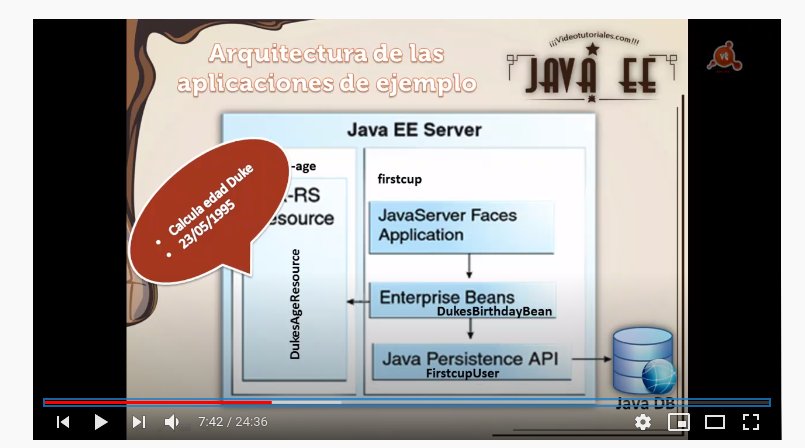 Arquitectura de las
aplicaciones de ejemplo
¡¡¡Videotutoriales.com!!!
JAVA EE
vt
Java EE Server
-age
-RS
esource
DukesAgeResource
Calcula edad Duke
23/05/1995
firstcup
JavaServer Faces
Application
Enterprise Beans
DukesBirthdayBean
Java Persistence API
FirstcupUser
Java DB
7:42 / 24:36